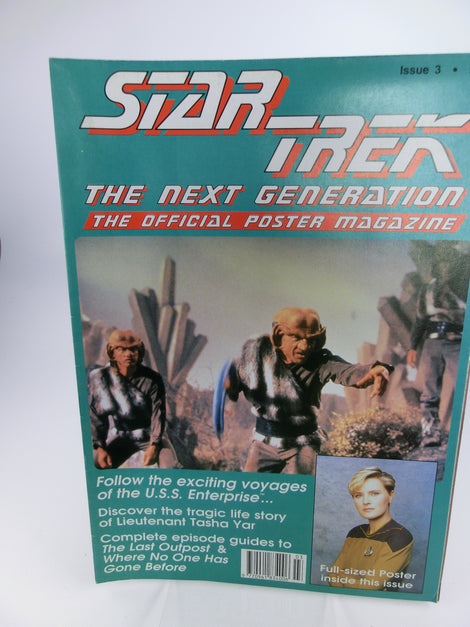 Issue 3 •
STAR
TREK
THE NEXT GENERATION
THE OFFICIAL POSTER MAGAZINE
Follow the exciting voyages
of the U.S.S. Enterprise™...
Discover the tragic life story
of Lieutenant Tasha Yar
Complete episode guides to
The Last Outpost &
Where No One Has
Gone Before
03
Full-sized Poster
inside this issue